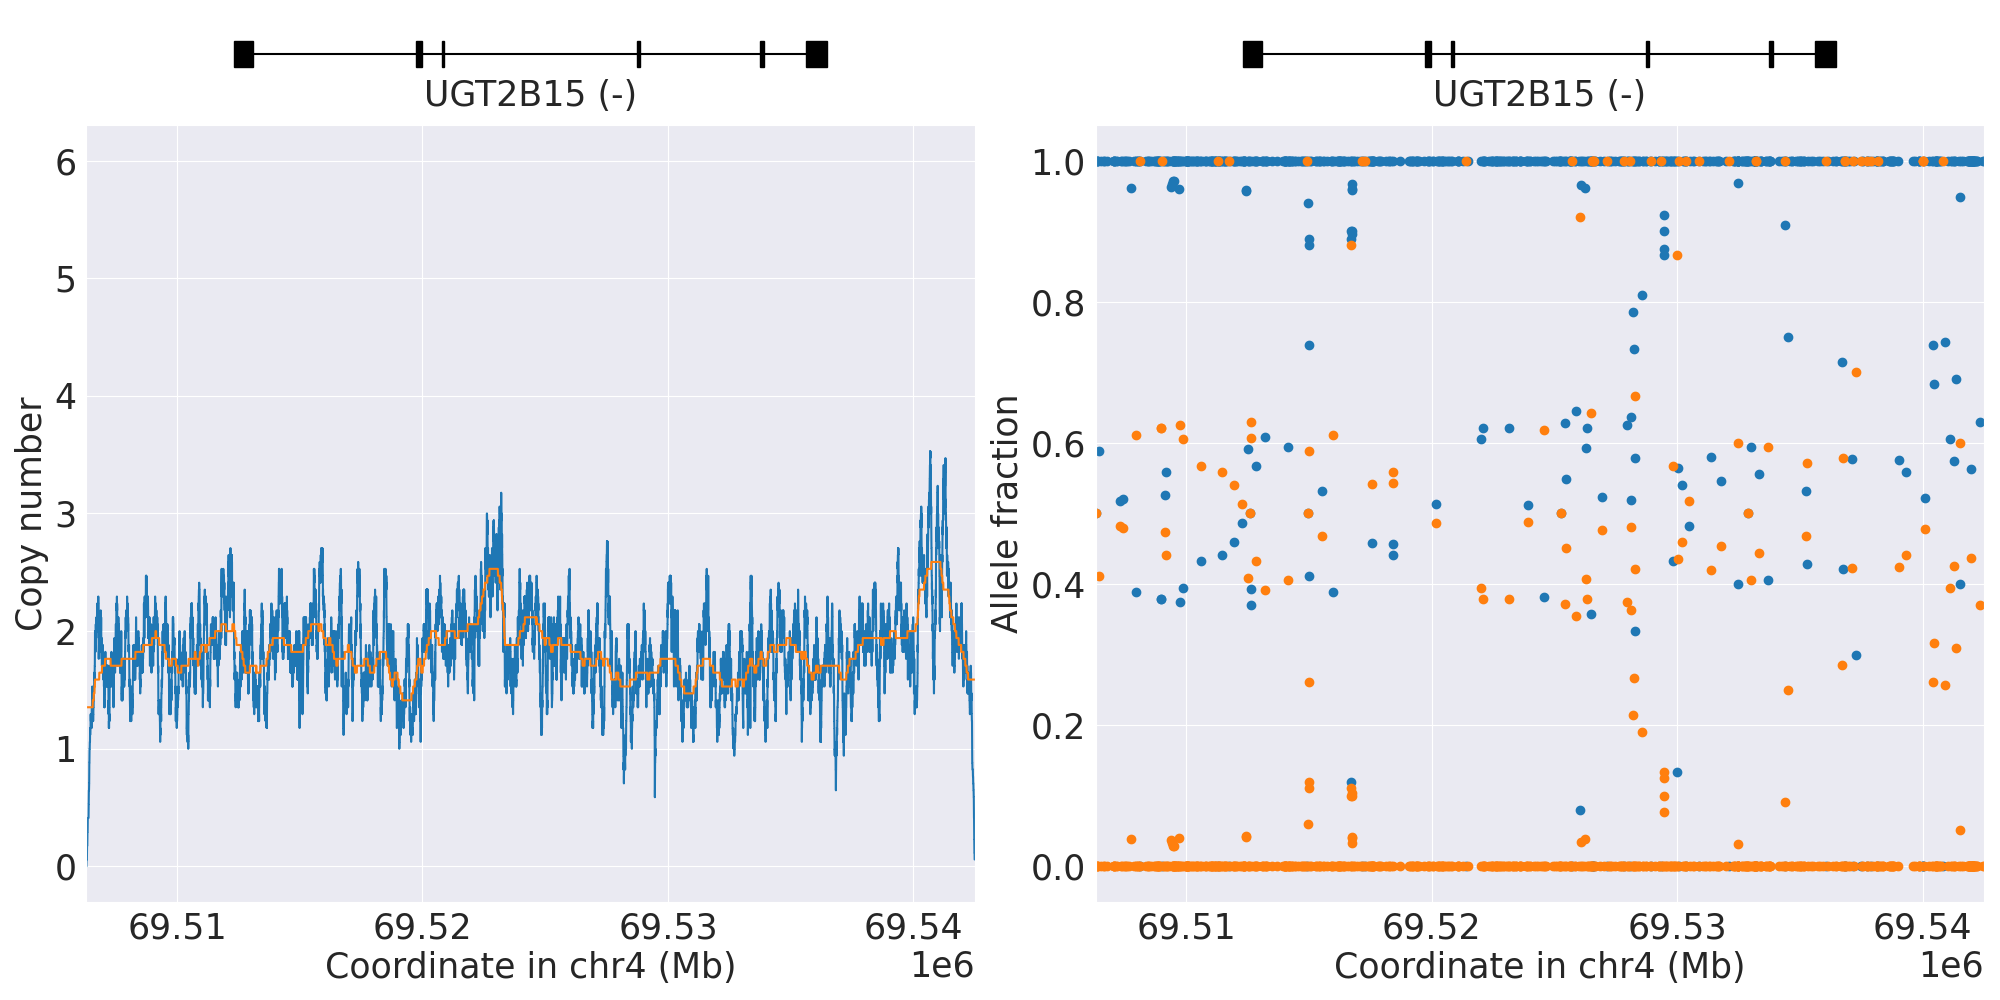 UGT2B15 (-)
UGT2B15 (-)
Copy number
6
5
4
3
2
1
0
69.51 69.52 69.53 69.54
Coordinate in chr4 (Mb)
1e6
Allele fraction
1.0
0.8
0.6
0.4
0.2
0.0
69.51 69.52 69.53 69.54
Coordinate in chr4 (Mb)
1e6